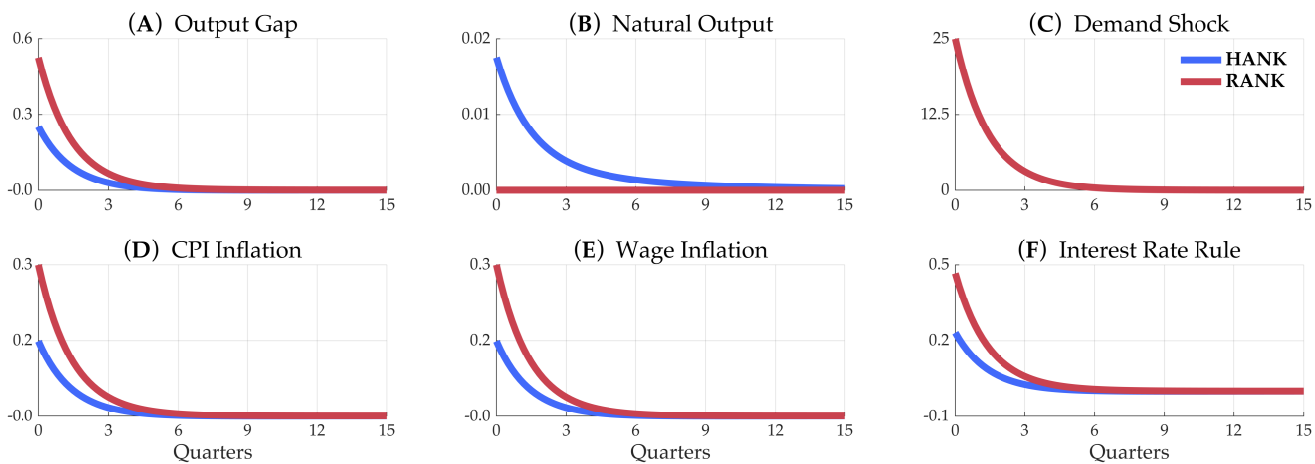 (A) Output Gap
0.6
0.3
-0.0
0 3 6 9 12 15
(B) Natural Output
0.02
0.01
0.00
0 3 6 9 12 15
(C) Demand Shock
25
12.5
0
0 3 6 9 12 15
HANK
RANK
(D) CPI Inflation
0.3
0.2
-0.0
0 3 6 9 12 15
Quarters
(E) Wage Inflation
0.3
0.2
-0.0
0 3 6 9 12 15
Quarters
(F) Interest Rate Rule
0.5
0.2
-0.1
0 3 6 9 12 15
Quarters